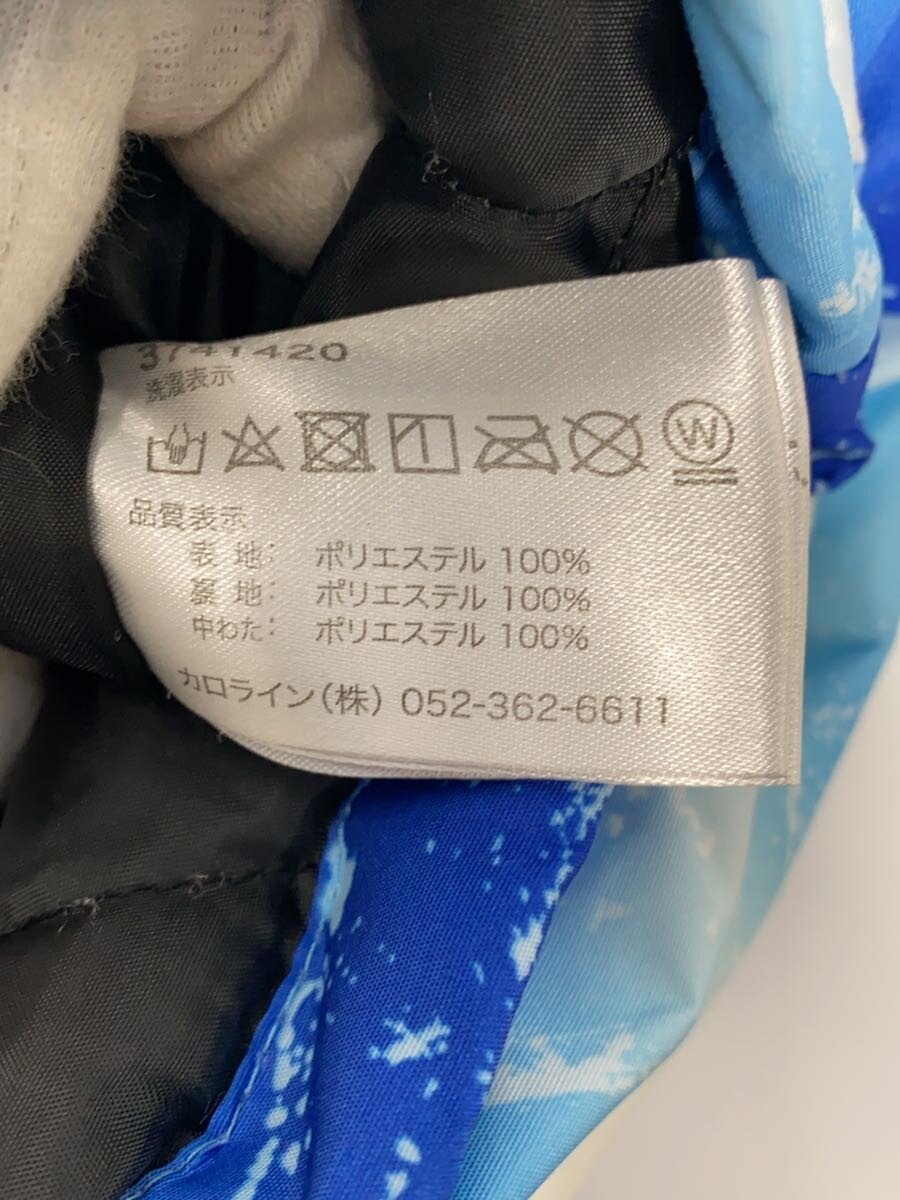 3741420
洗濯表示
W
品質表示
表 地： ポリエステル 100%
裏 地： ポリエステル 100%
中わた： ポリエステル 100%
カロライン（株） 052-362-6611